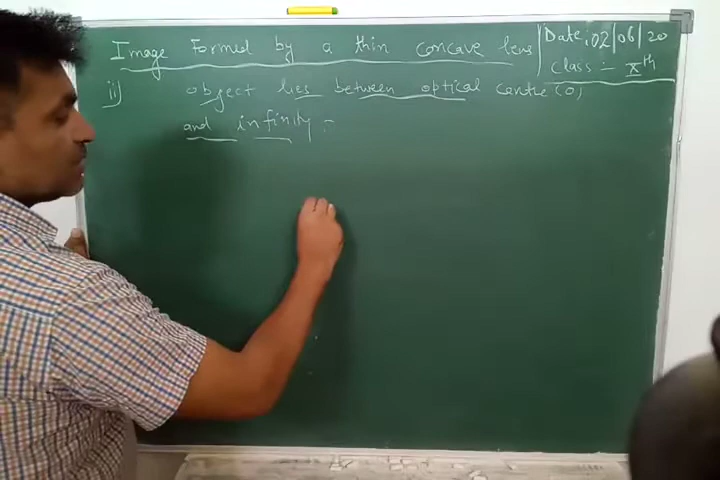 Image Formed by a thin concave lens
Date:- 02/06/20
Class :- Xth
ii) object lies between optical centre (O)
and infinity :-